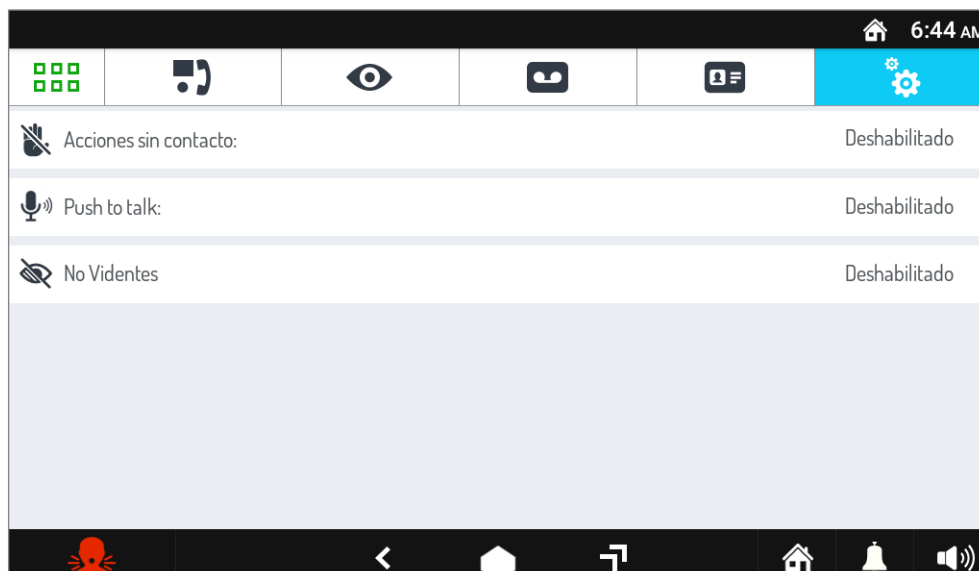 6:44 AM
Acciones sin contacto:
Deshabilitado
Push to talk:
Deshabilitado
No Videntes
Deshabilitado